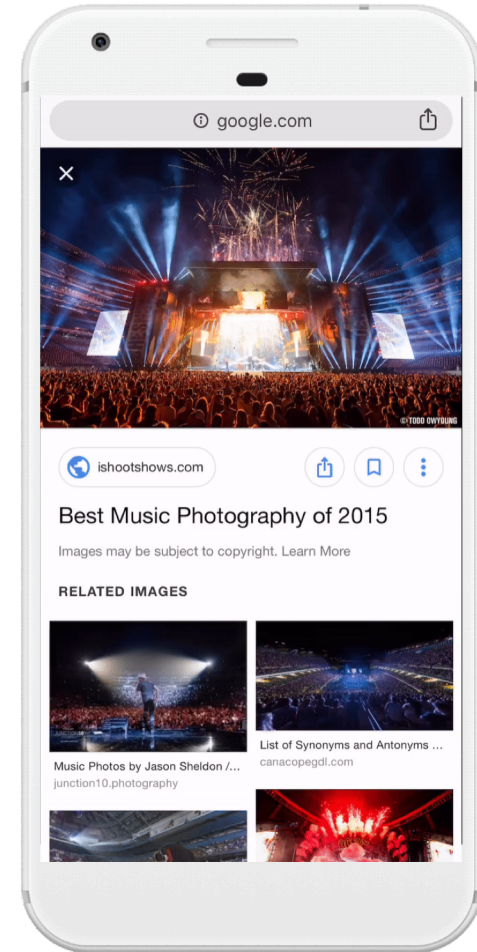 google.com
© TODD OWYOUNG
ishootshows.com
Best Music Photography of 2015
Images may be subject to copyright. Learn More
RELATED IMAGES
Music Photos by Jason Sheldon /...
junction10.photography
List of Synonyms and Antonyms ...
canacopegdl.com